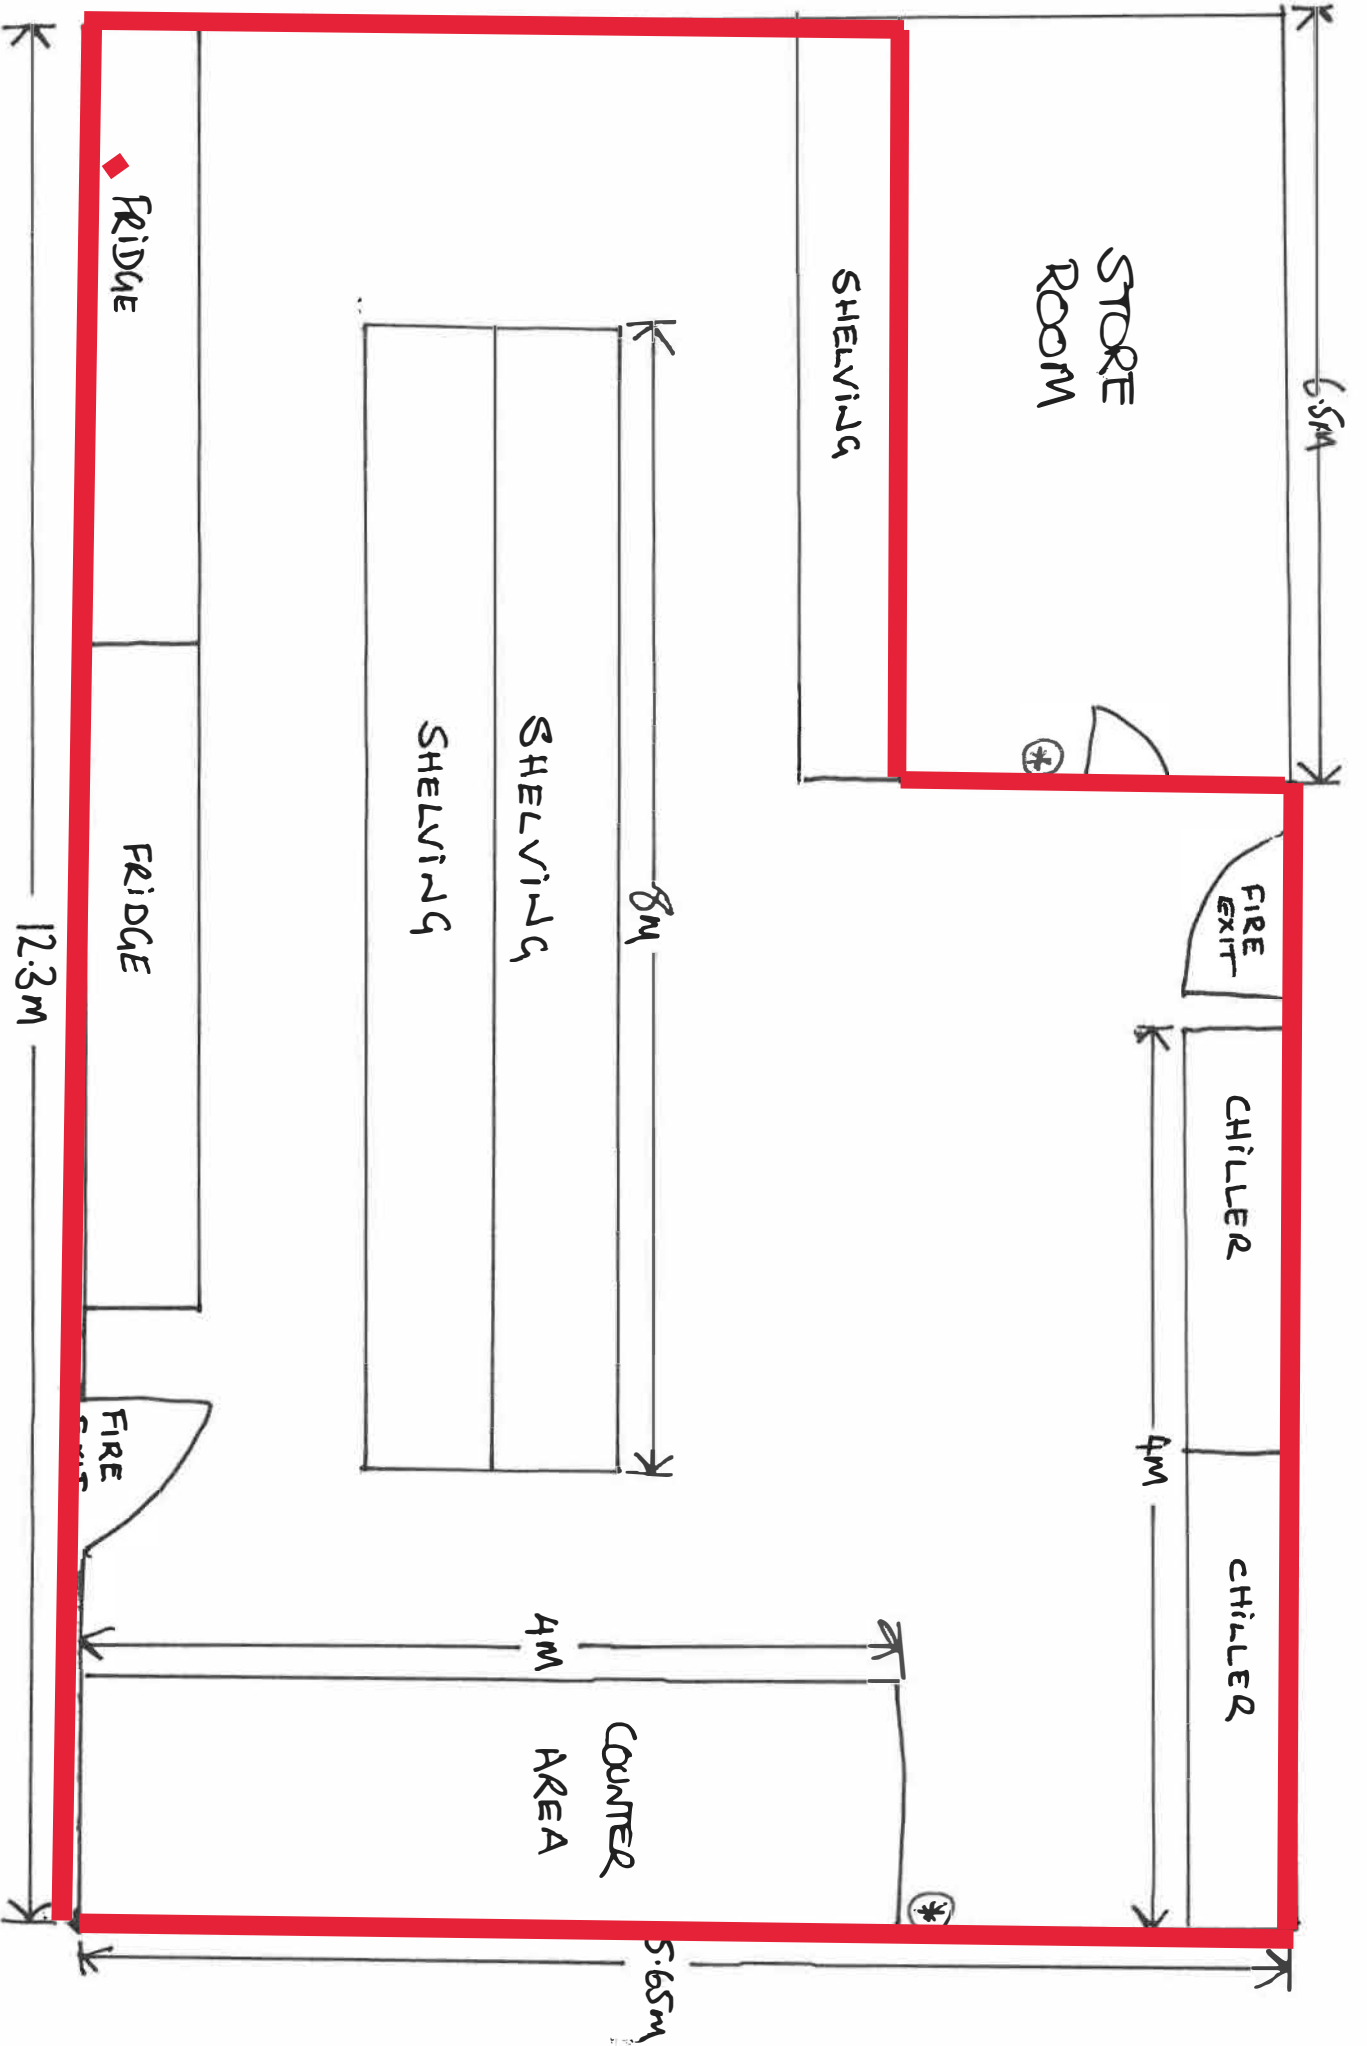 STORE
ROOM
6.5M
SHELVING
FRIDGE
SHELVING
SHELVING
8M
FRIDGE
12.3M
FIRE
EXIT
CHILLER
4M
CHILLER
FIRE
4M
COUNTER
AREA
5.65M